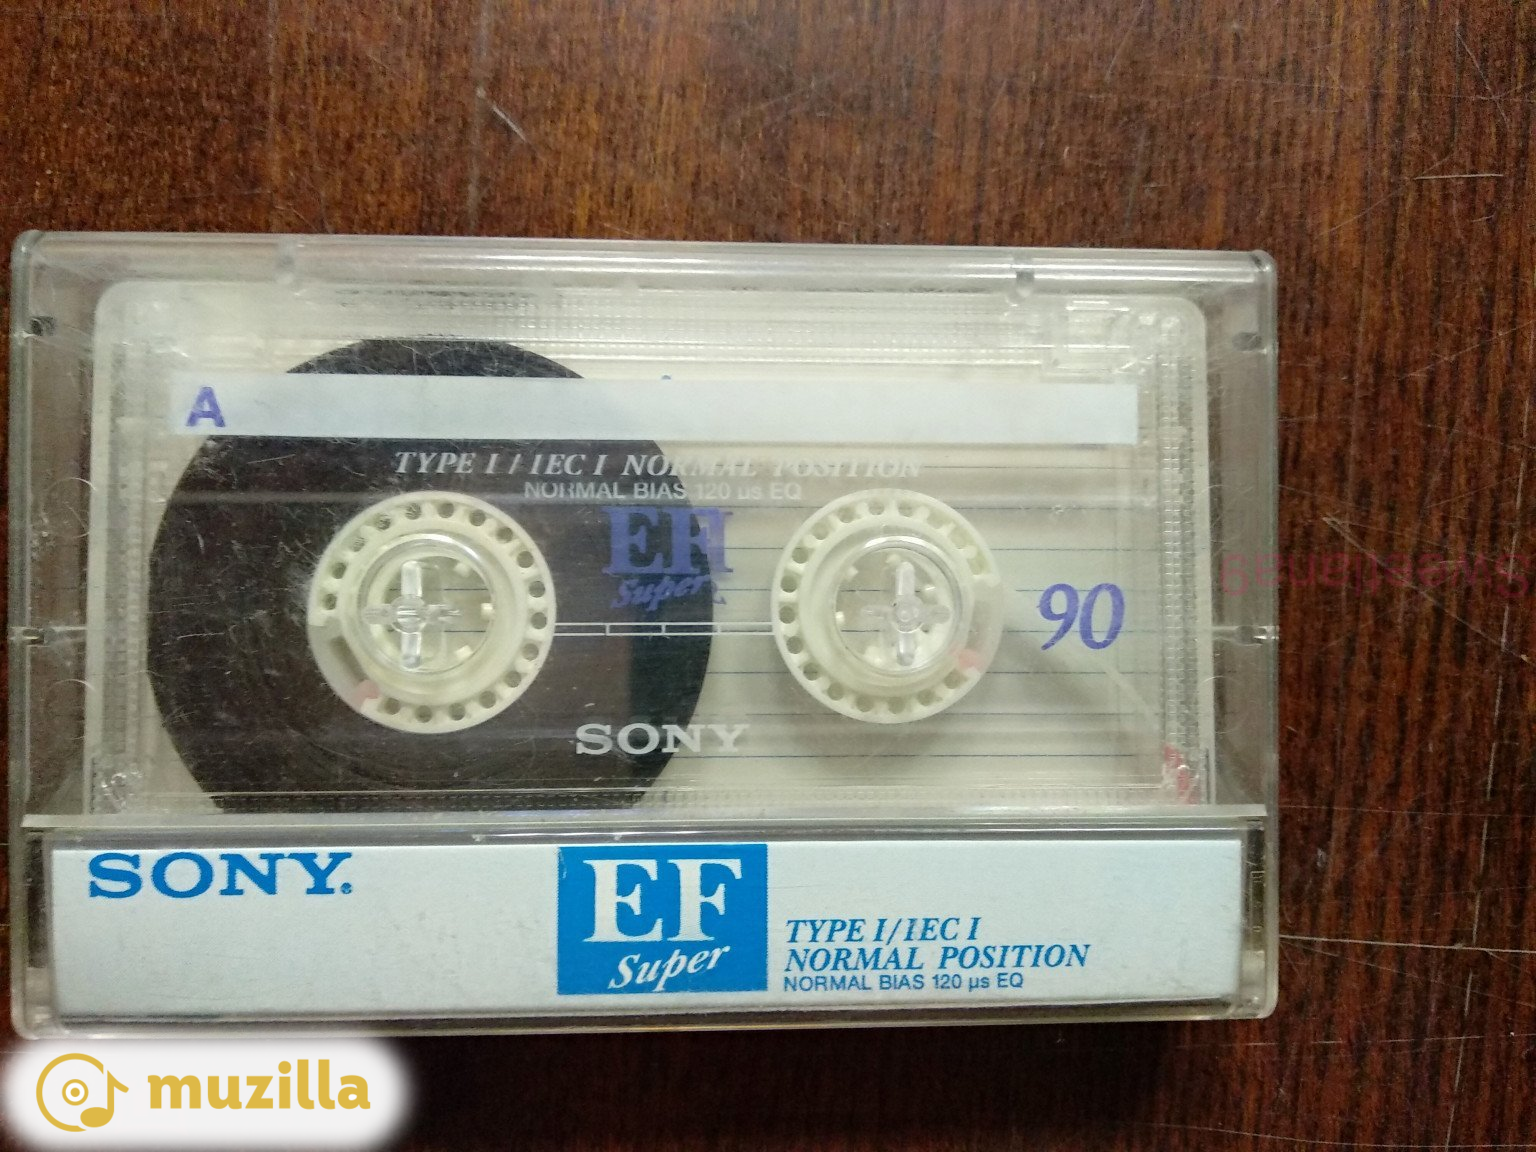 A
TYPE I / IEC I NORMAL POSITION
NORMAL BIAS 120 µs EQ
EF
Super
90
SONY
SONY.
EF
Super
TYPE I/IEC I
NORMAL POSITION
NORMAL BIAS 120 µs EQ
muzilla